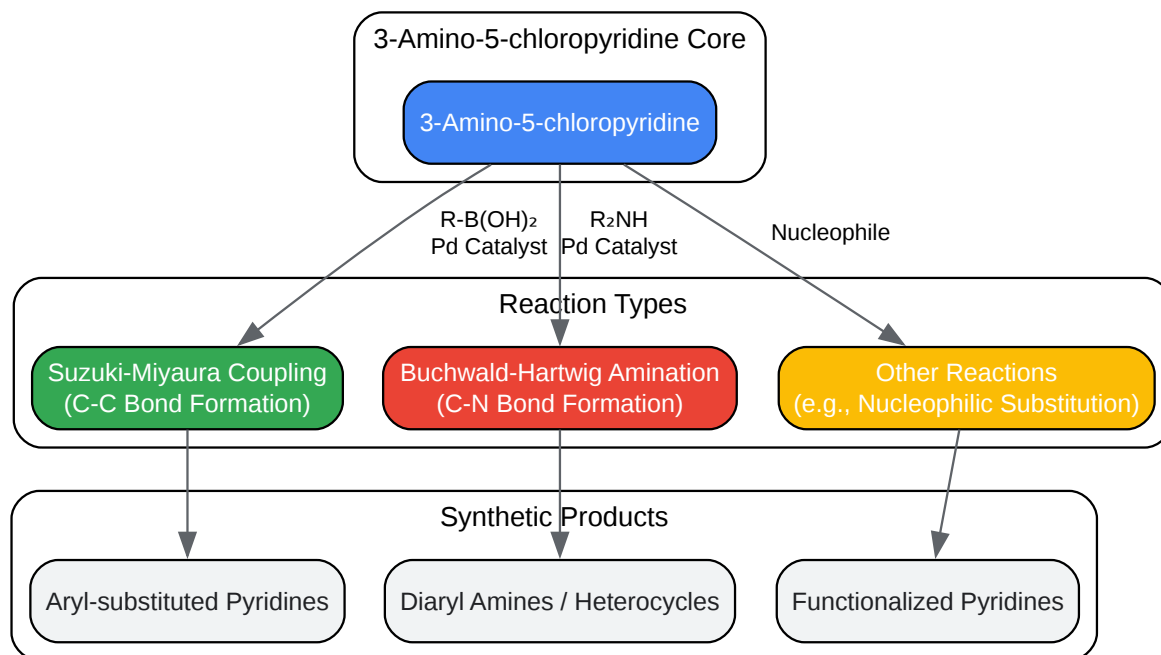 3-Amino-5-chloropyridine Core
3-Amino-5-chloropyridine
R-B(OH)₂
Pd Catalyst
R₂NH
Pd Catalyst
Nucleophile
Reaction Types
Suzuki-Miyaura Coupling
(C-C Bond Formation)
Buchwald-Hartwig Amination
(C-N Bond Formation)
Other Reactions
(e.g., Nucleophilic Substitution)
Synthetic Products
Aryl-substituted Pyridines
Diaryl Amines / Heterocycles
Functionalized Pyridines